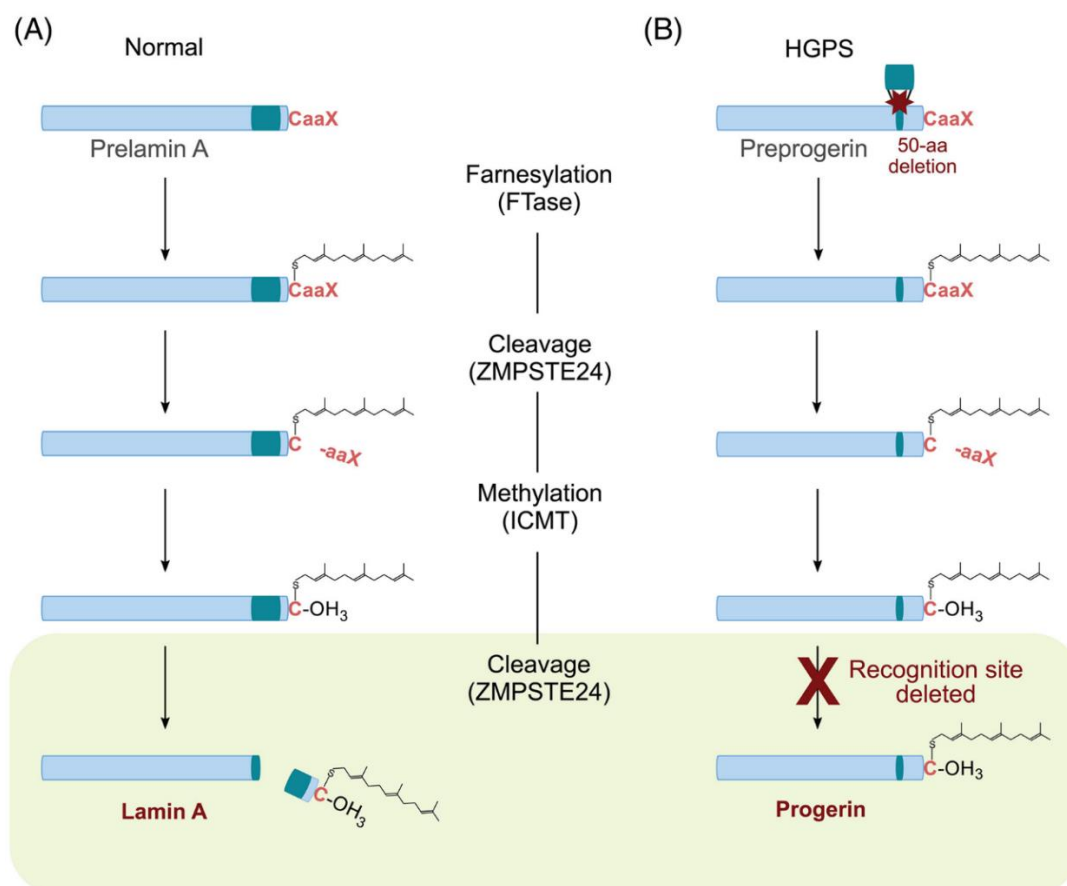 (A)
Normal
CaaX
Prelamin A
S
CaaX
S
C
-aaX
S
C-OH₃
Lamin A
S
C-OH₃
Farnesylation
(FTase)
Cleavage
(ZMPSTE24)
Methylation
(ICMT)
Cleavage
(ZMPSTE24)
(B)
HGPS
CaaX
Preprogerin
50-aa
deletion
S
CaaX
S
C
-aaX
S
C-OH₃
X
Recognition site
deleted
S
C-OH₃
Progerin